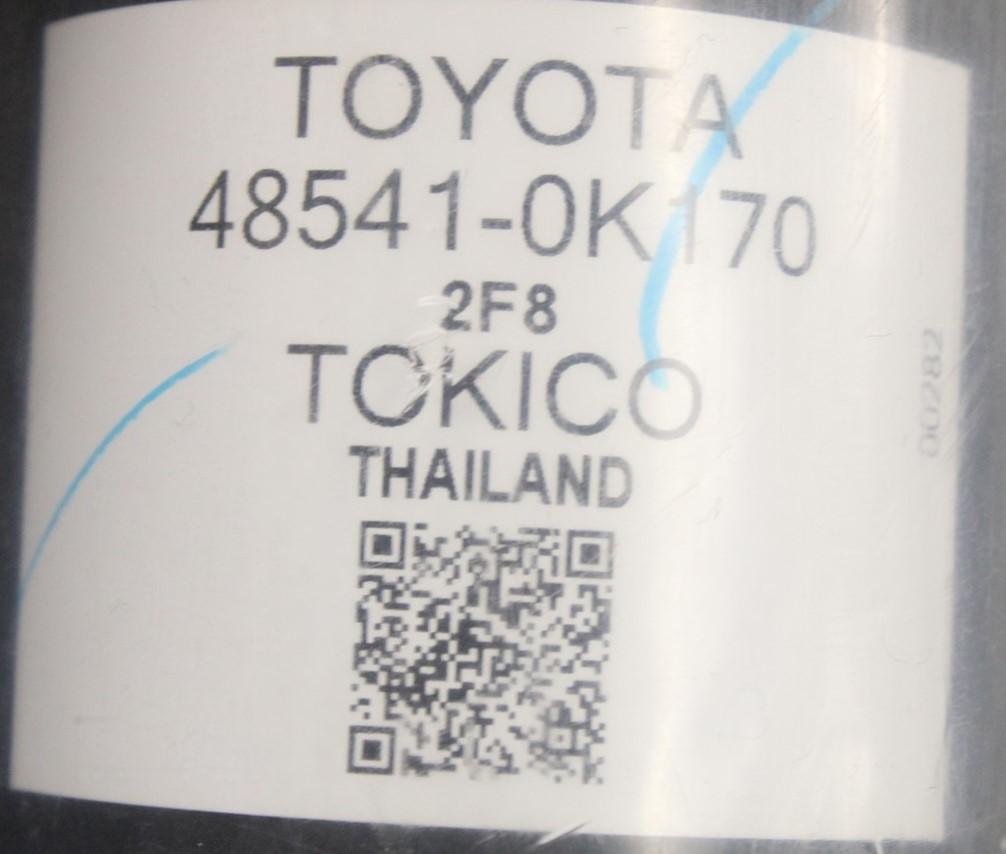 TOYOTA
48541-0K170
2F8
TOKICO
THAILAND
00282